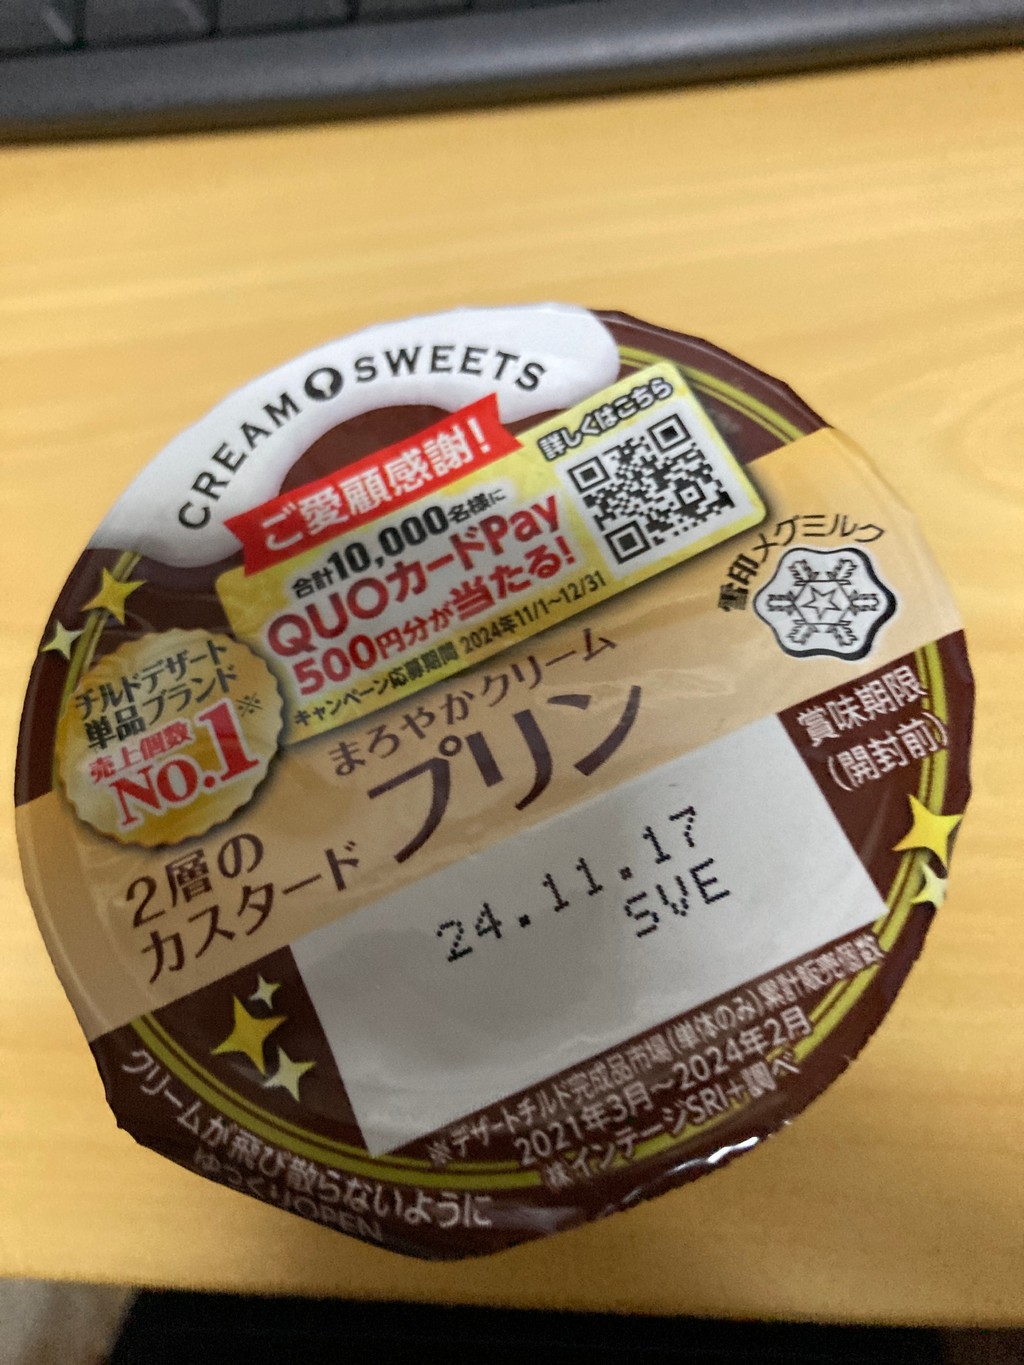 CREAM SWEETS
ご愛顧感謝!
詳しくはこちら
合計10,000名様に
QUOカードPay
500円分が当たる!
キャンペーン応募期間 2024年11/1~12/31
雪印メグミルク
チルドデザート
単品ブランド
売上個数※
No.1
まろやかクリーム
プリン
2層の
カスタード
賞味期限
(開封前)
24.11.17
SVE
※デザートチルド完成品市場(単体のみ)累計販売個数
2021年3月~2024年2月
㈱インテージSRI+調べ
クリームが飛び散らないように
ゆっくりOPEN